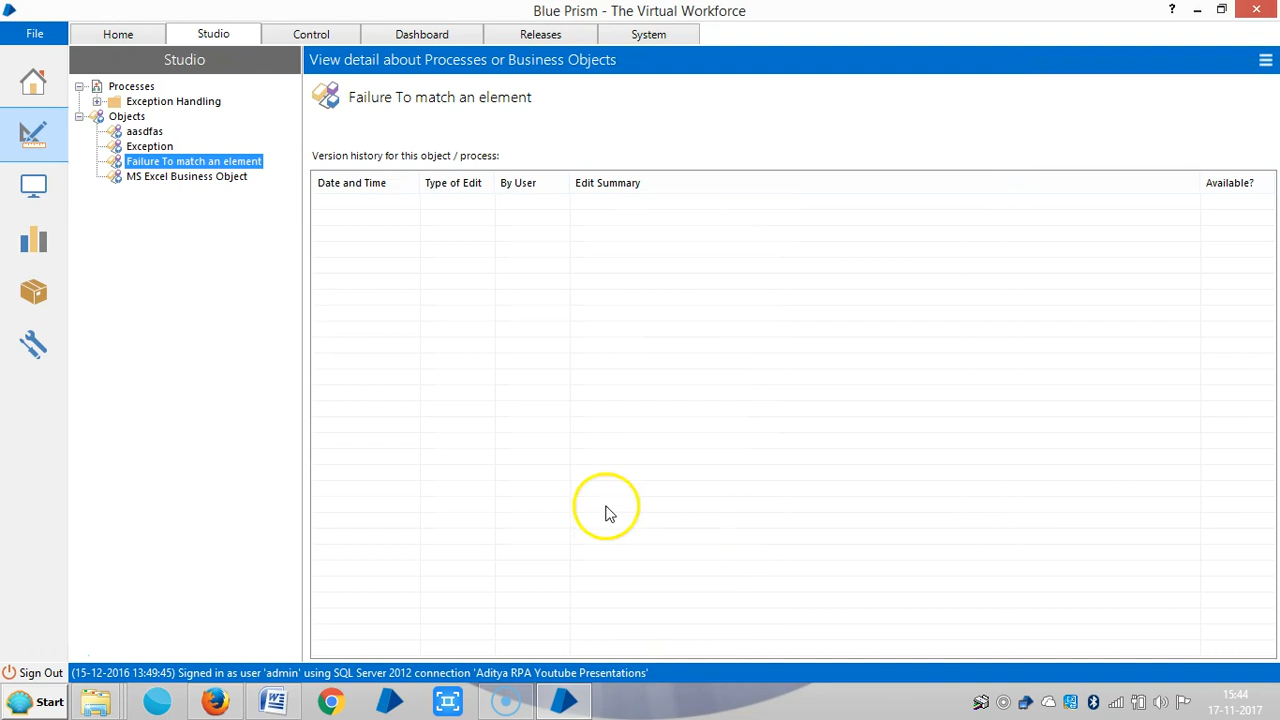 Blue Prism - The Virtual Workforce
?
File
Home
Studio
Control
Dashboard
Releases
System
Studio
View detail about Processes or Business Objects
Processes
Exception Handling
Objects
aasdfas
Exception
Failure To match an element
MS Excel Business Object
Failure To match an element
Version history for this object / process:
Date and Time
Type of Edit
By User
Edit Summary
Available?
Sign Out
(15-12-2016 13:49:45) Signed in as user 'admin' using SQL Server 2012 connection 'Aditya RPA Youtube Presentations'
Start
15:44
17-11-2017